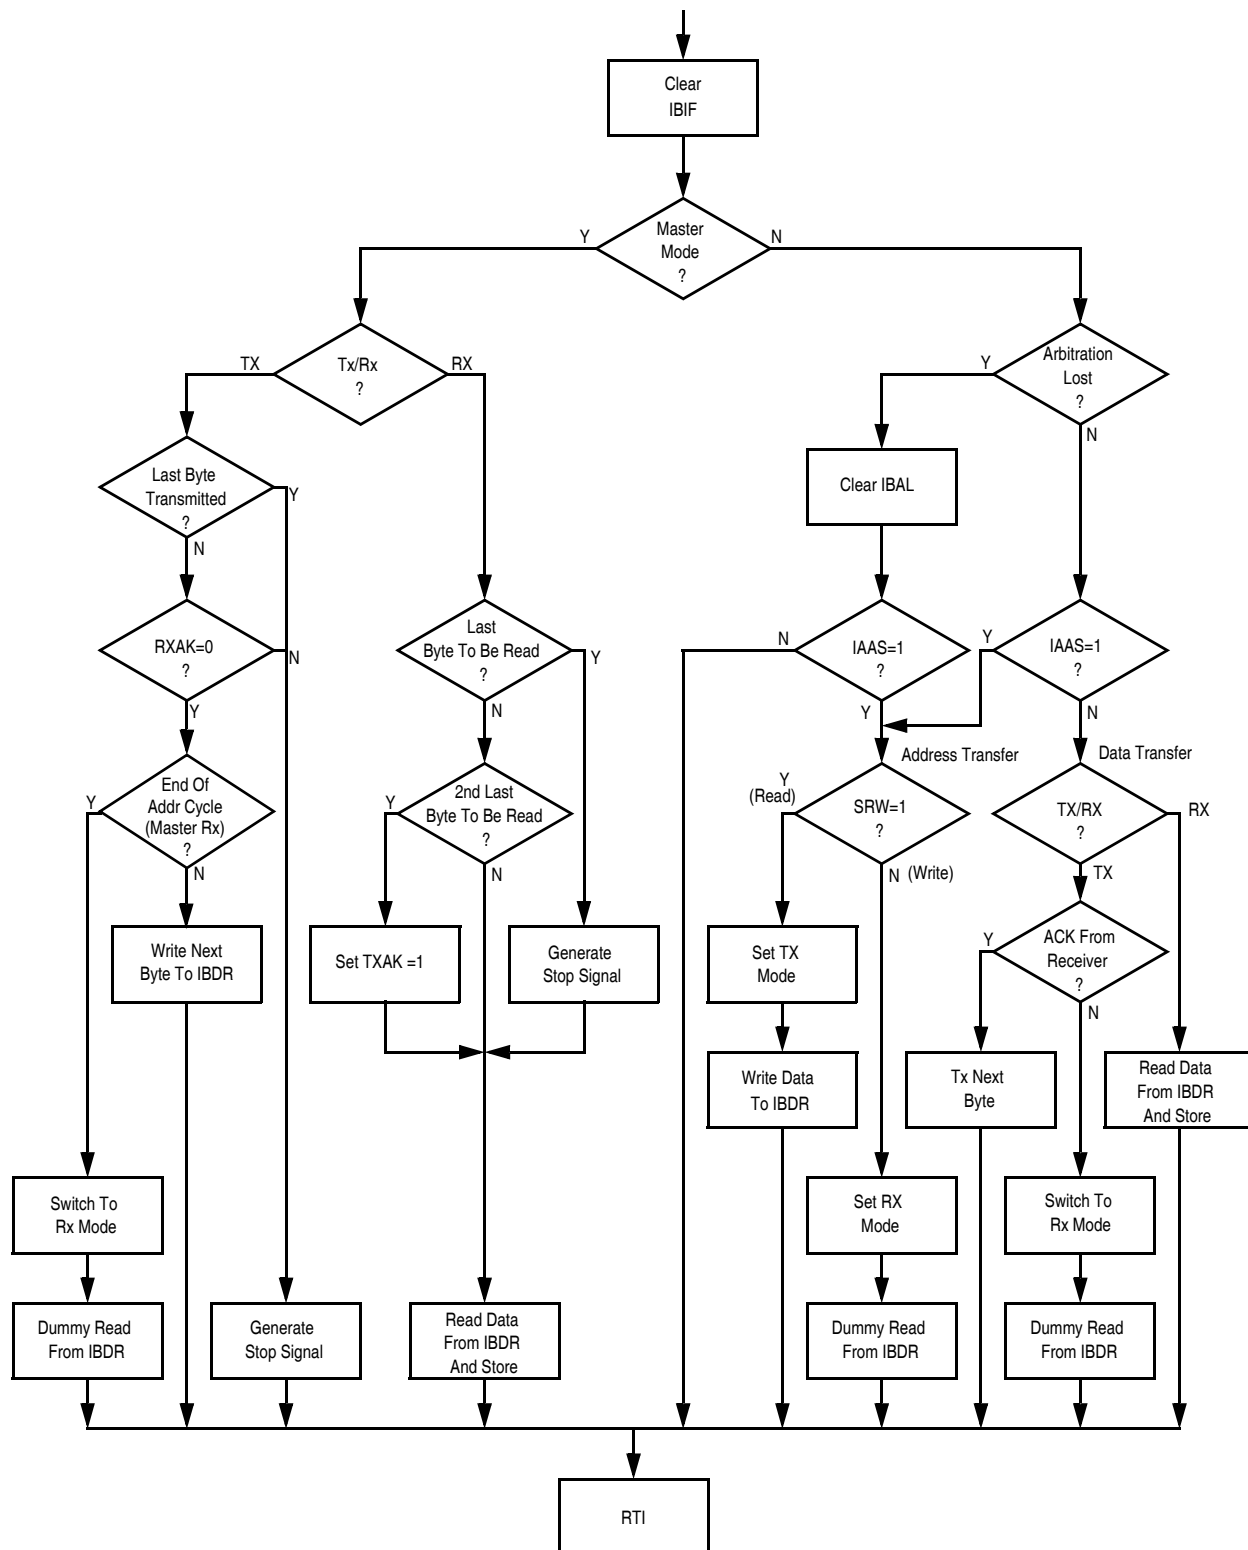 Clear
IBIF
Master
Mode
?
Y
N
Tx/Rx
?
TX
RX
Arbitration
Lost
?
Y
N
Last Byte
Transmitted
?
Y
N
Clear IBAL
RXAK=0
?
N
Y
Last
Byte To Be Read
?
Y
N
IAAS=1
?
N
Y
IAAS=1
?
Y
N
Address Transfer
Data Transfer
End Of
Addr Cycle
(Master Rx)
?
Y
N
2nd Last
Byte To Be Read
?
Y
N
Y
(Read)
SRW=1
?
N (Write)
TX/RX
?
RX
TX
Write Next
Byte To IBDR
Set TXAK =1
Generate
Stop Signal
Set TX
Mode
ACK From
Receiver
?
Y
N
Write Data
To IBDR
Tx Next
Byte
Read Data
From IBDR
And Store
Switch To
Rx Mode
Set RX
Mode
Switch To
Rx Mode
Dummy Read
From IBDR
Generate
Stop Signal
Read Data
From IBDR
And Store
Dummy Read
From IBDR
Dummy Read
From IBDR
RTI